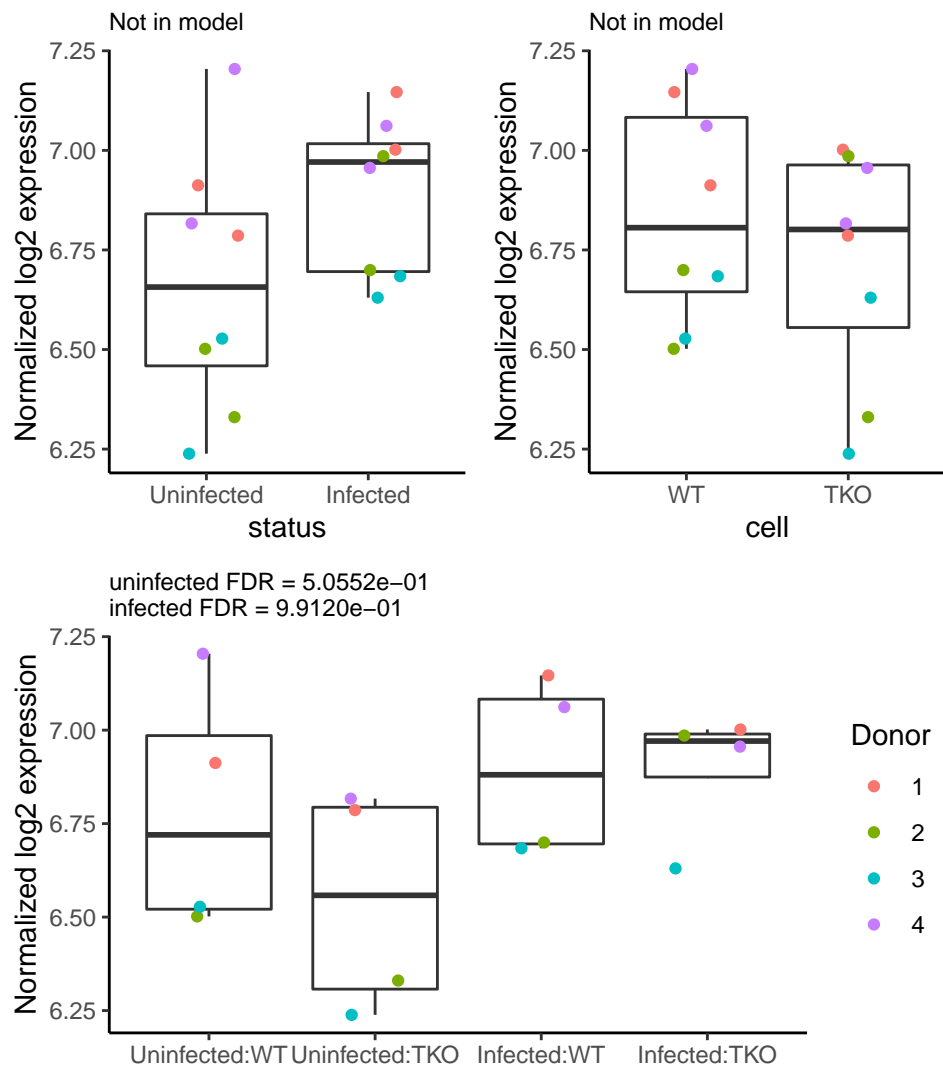 Not in model
Normalized log2 expression
7.25
7.00
6.75
6.50
6.25
Uninfected Infected
status
Not in model
Normalized log2 expression
7.25
7.00
6.75
6.50
6.25
WT TKO
cell
uninfected FDR = 5.0552e−01
infected FDR = 9.9120e−01
Normalized log2 expression
7.25
7.00
6.75
6.50
6.25
Uninfected:WT Uninfected:TKO Infected:WT Infected:TKO
Donor
1
2
3
4